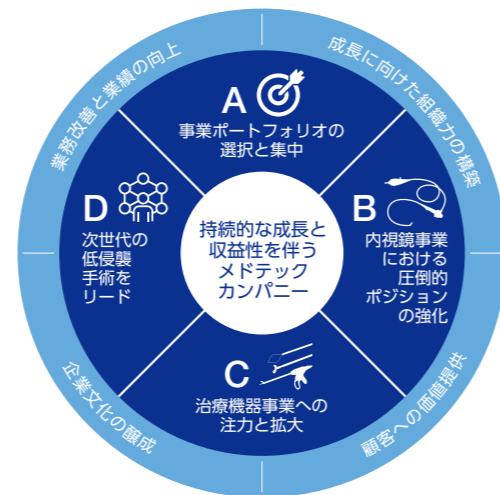 業務改善と業績の向上
成長に向けた組織力の構築
A
事業ポートフォリオの
選択と集中
D
次世代の
低侵襲
手術を
リード
持続的な成長と
収益性を伴う
メドテック
カンパニー
B
内視鏡事業
における
圧倒的
ポジション
の強化
C
治療機器事業への
注力と拡大
企業文化の醸成
顧客への価値提供